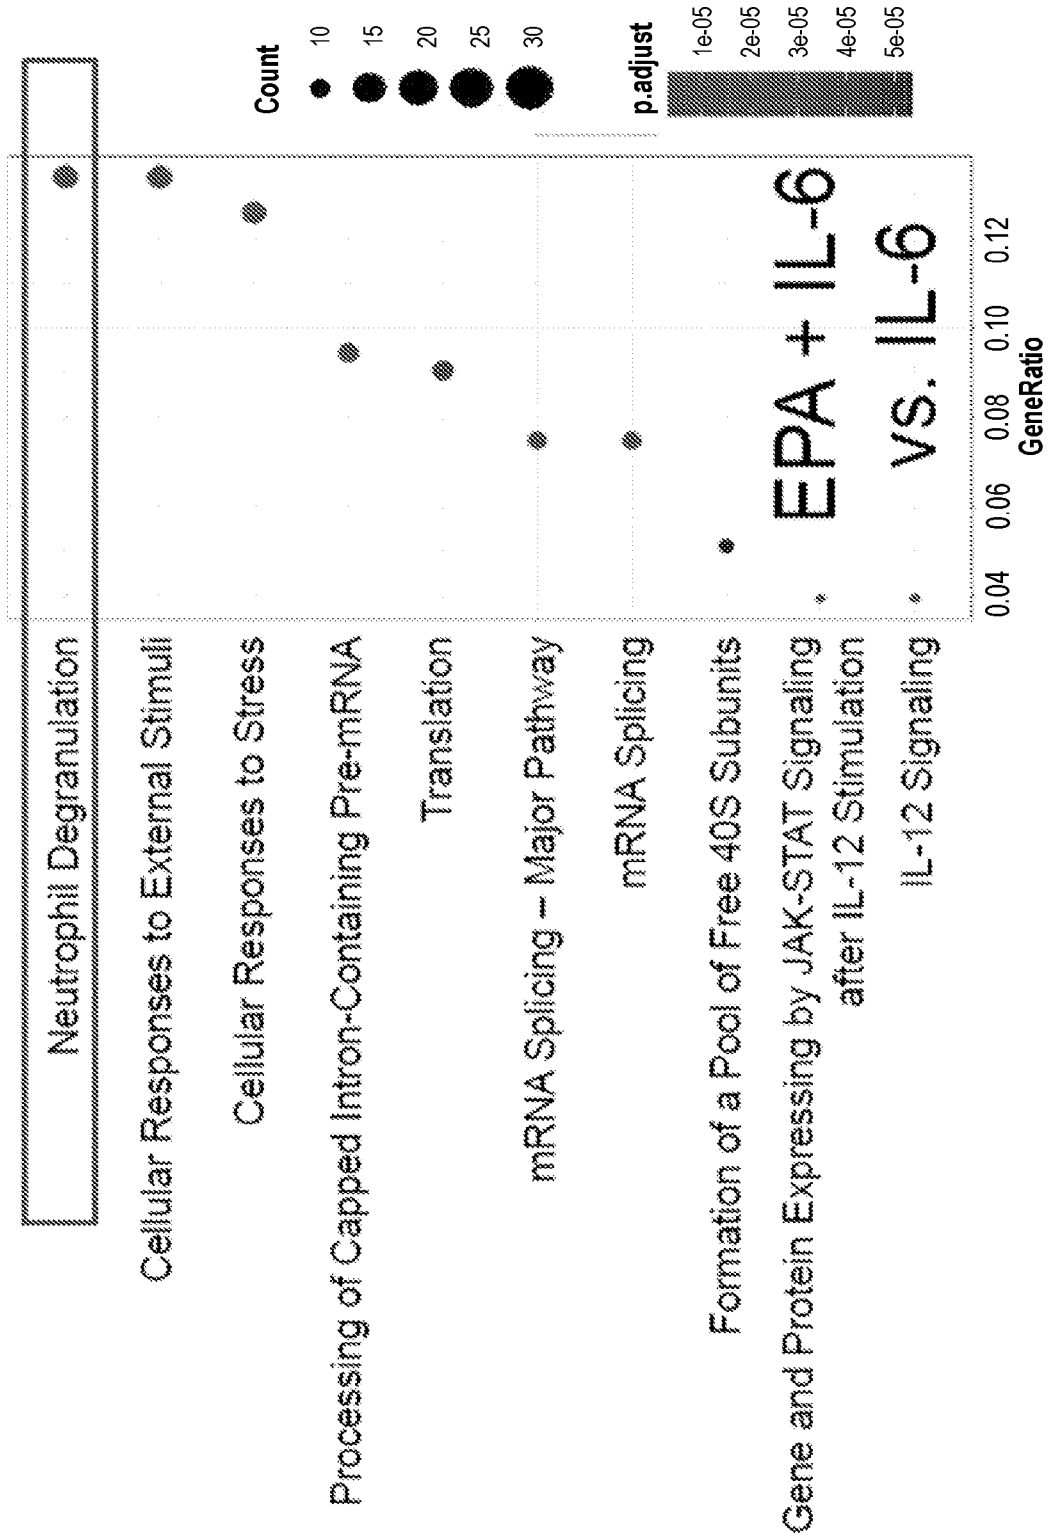 Neutrophil Degranulation
Cellular Responses to External Stimuli
Cellular Responses to Stress
Processing of Capped Intron-Containing Pre-mRNA
Translation
mRNA Splicing – Major Pathway
mRNA Splicing
Formation of a Pool of Free 40S Subunits
Gene and Protein Expressing by JAK-STAT Signaling
after IL-12 Stimulation
IL-12 Signaling
EPA + IL-6
vs. IL-6
0.04 0.06 0.08 0.10 0.12
GeneRatio
Count
10
15
20
25
30
p.adjust
1e-05
2e-05
3e-05
4e-05
5e-05